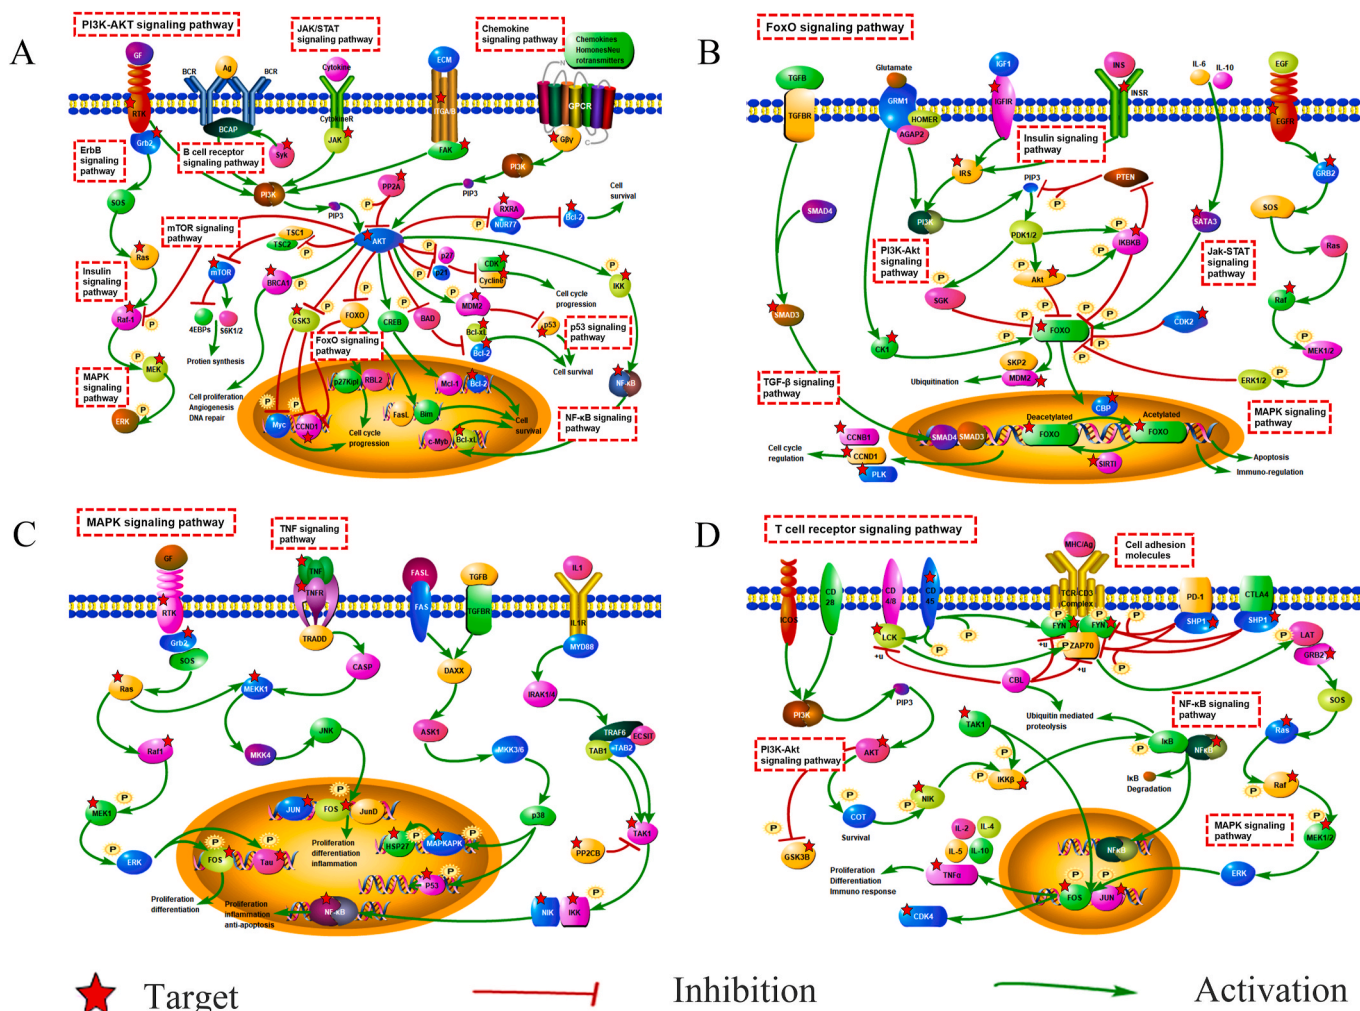 A
PI3K-AKT signaling pathway
JAK/STAT
signaling pathway
Chemokine
signaling pathway
Chemokines
HomonesNeu
rotransmitters
GF
BCR
Ag
BCR
Cytokine
ECM
RTK
CytokineR
ITGA/B
GPCR
Grb2
BCAP
Syk
JAK
FAK
Gβγ
ErbB
signaling
pathway
B cell receptor
signaling pathway
PI3K
PI3K
PIP3
PIP3
PP2A
P
SOS
RXRA
NUR77
P
Bcl-2
Cell
survival
mTOR signaling
pathway
TSC1
TSC2
P
AKT
Ras
mTOR
BRCA1
P
p27
p21
P
CDK
Cycline
Cell cycle
progression
IKK
P
P
Insulin
signaling
pathway
Raf-1
P
4EBPs
S6K1/2
Protien synthesis
GSK3
P
FOXO
P
CREB
BAD
P
MDM2
P
p53
p53 signaling
pathway
Bcl-xL
Bcl-2
Cell survival
FoxO signaling
pathway
MEK
P
MAPK
signaling
pathway
ERK
P
Cell proliferation
Angiogenesis
DNA repair
p27Kip1
RBL2
Mcl-1
Bcl-2
NF-κB
P
P
Myc
CCND1
FasL
Bim
c-Myb
Bcl-xL
Cell cycle
progression
Cell
survival
NF-κB signaling
pathway
B
FoxO signaling pathway
TGFB
TGFBR
Glutamate
GRM1
HOMER
AGAP2
IGF1
IGFIR
INS
INSR
IL-6
IL-10
EGF
EGFR
Insulin signaling
pathway
IRS
PIP3
PTEN
GRB2
SMAD4
PI3K
PDK1/2
IKBKB
SATA3
SOS
Ras
PI3K-Akt
signaling
pathway
Akt
P
P
P
P
Jak-STAT
signaling
pathway
SGK
Raf
P
SMAD3
P
FOXO
P
P
P
P
CDK2
CK1
SKP2
MDM2
Ubiquitination
MEK1/2
P
ERK1/2
P
TGF-β signaling
pathway
CBP
MAPK signaling
pathway
Deacetylated
Acetylated
SMAD4
SMAD3
FOXO
FOXO
SIRTI
CCNB1
CCND1
PLK
Cell cycle
regulation
Apoptosis
Immuno-regulation
C
MAPK signaling pathway
TNF signaling
pathway
GF
RTK
TNF
TNFR
FASL
FAS
TGFB
TGFBR
IL1
IL1R
Grb2
SOS
TRADD
MYD88
CASP
DAXX
Ras
MEKK1
IRAK1/4
Raf1
JNK
ASK1
MKK4
MKK3/6
TRAF6
ECSIT
TAB1
TAB2
P
MEK1
P
JUN
FOS
JunD
P
p38
P
TAK1
PP2CB
P
Proliferation
differentiation
inflammation
HSP27
P
MAPKAPK
P
ERK
P
FOS
P
Tau
P
P53
P
Proliferation
differentiation
Proliferation
inflammation
anti-apoptosis
NF-κB
NIK
IKK
P
D
T cell receptor signaling pathway
Cell adhesion
molecules
MHC/Ag
ICOS
CD
28
CD
4/8
CD
45
TCR
CD3
Complex
PD-1
CTLA4
LCK
+u
P
P
FYN
FYN
P
P
P
ZAP70
+u
+u
SHP1
SHP1
P
P
LAT
GRB2
CBL
Ubiquitin mediated
proteolysis
PI3K
PIP3
SOS
NF-κB signaling
pathway
TAK1
P
IκB
NFκB
Ras
PI3K-Akt
signaling pathway
AKT
P
IκB
Degradation
IKKβ
P
P
NIK
P
COT
Survival
P
Raf
P
GSK3B
IL-2
IL-4
IL-5
IL-10
TNFα
NFκB
MAPK signaling
pathway
MEK1/2
P
P
ERK
Proliferation
Differentiation
Immuno response
P
P
FOS
JUN
CDK4
Target
Inhibition
Activation